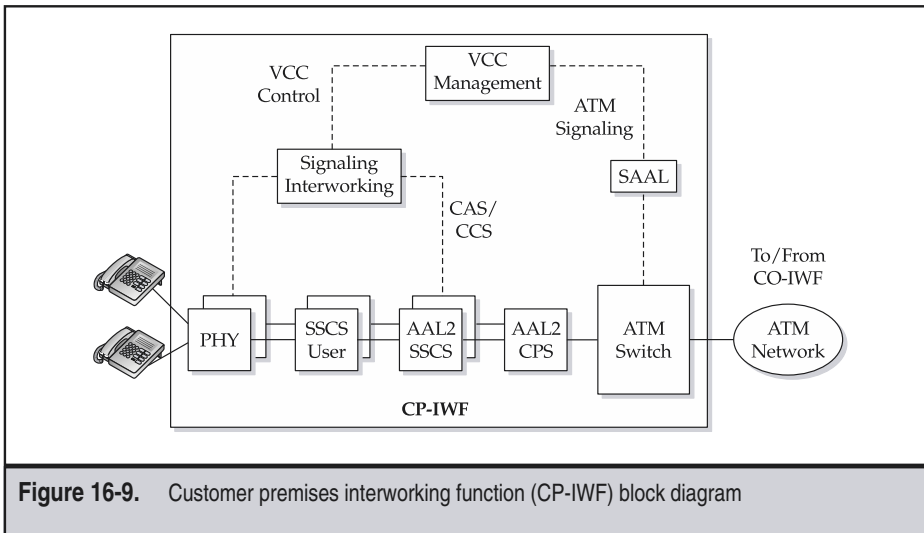 VCC
Management
VCC
Control
ATM
Signaling
Signaling
Interworking
SAAL
CAS/
CCS
To/From
CO-IWF
PHY
SSCS
User
AAL2
SSCS
AAL2
CPS
ATM
Switch
ATM
Network
CP-IWF
Figure 16-9. Customer premises interworking function (CP-IWF) block diagram